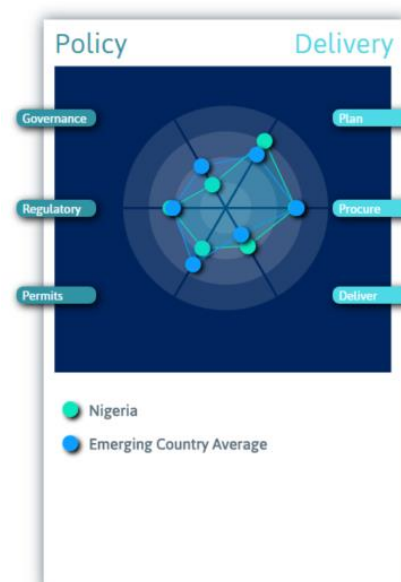 Policy Delivery
Governance Plan
Regulatory Procure
Permits Deliver
Nigeria
Emerging Country Average